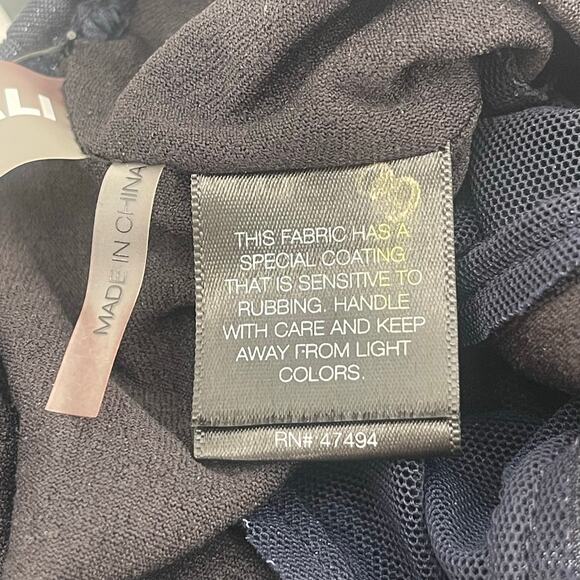 ALI
MADE IN CHINA
THIS FABRIC HAS A
SPECIAL COATING
THAT IS SENSITIVE TO
RUBBING. HANDLE
WITH CARE AND KEEP
AWAY FROM LIGHT
COLORS.
RN# 47494